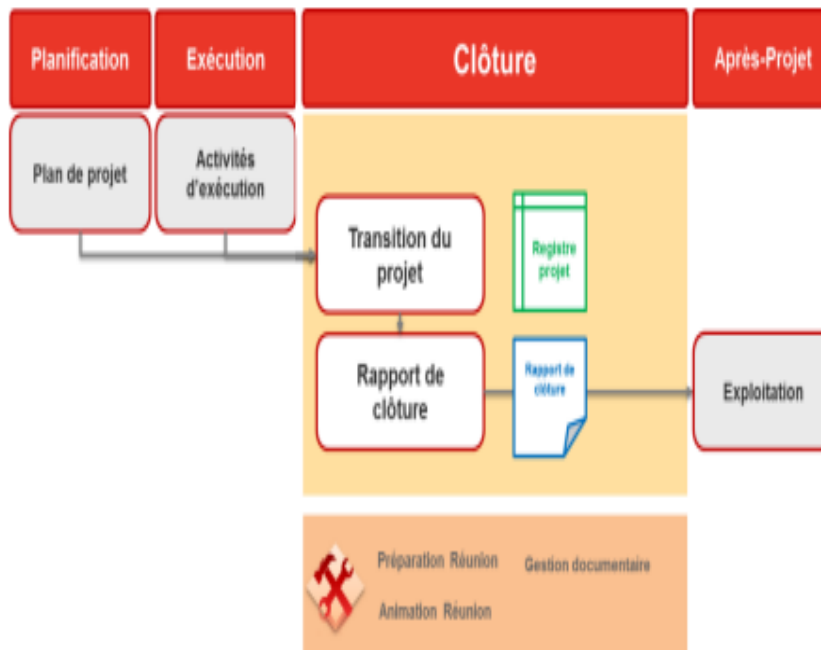 Planification
Exécution
Clôture
Après-Projet
Plan de projet
Activités
d'exécution
Transition du
projet
Registre
projet
Rapport de
clôture
Rapport de
clôture
Exploitation
Préparation Réunion
Gestion documentaire
Animation Réunion